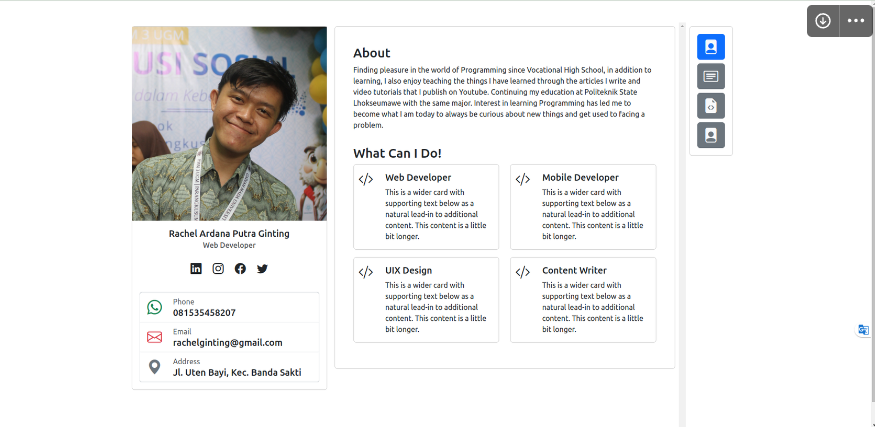 USI SOSIAL
dalam Keb
ok
ngkus
Rachel Ardana Putra Ginting
Web Developer
Phone
081535458207
Email
rachelginting@gmail.com
Address
Jl. Uten Bayi, Kec. Banda Sakti
About
Finding pleasure in the world of Programming since Vocational High School, in addition to
learning, I also enjoy teaching the things I have learned through the articles I write and
video tutorials that I publish on Youtube. Continuing my education at Politeknik State
Lhokseumawe with the same major. Interest in learning Programming has led me to
become what I am today to always be curious about new things and get used to facing a
problem.
What Can I Do!
Web Developer
This is a wider card with
supporting text below as a
natural lead-in to additional
content. This content is a little
bit longer.
Mobile Developer
This is a wider card with
supporting text below as a
natural lead-in to additional
content. This content is a little
bit longer.
UIX Design
This is a wider card with
supporting text below as a
natural lead-in to additional
content. This content is a little
bit longer.
Content Writer
This is a wider card with
supporting text below as a
natural lead-in to additional
content. This content is a little
bit longer.